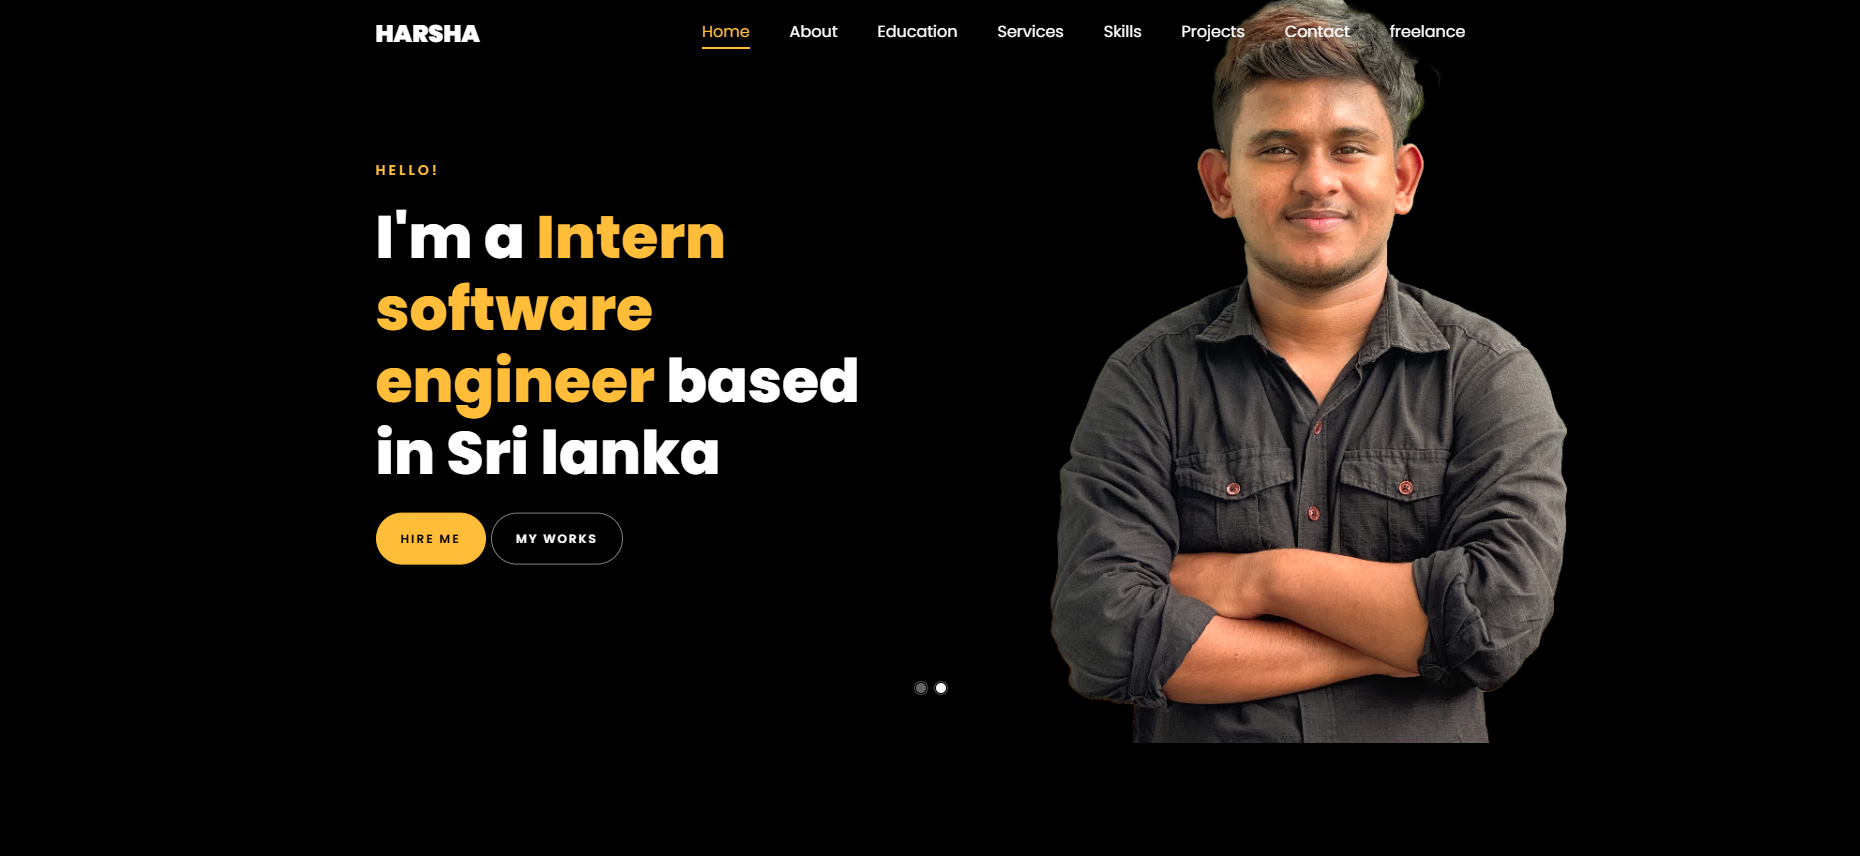 HARSHA
Home About Education Services Skills Projects Contact freelance
HELLO!
I'm a Intern
software
engineer based
in Sri lanka
HIRE ME MY WORKS